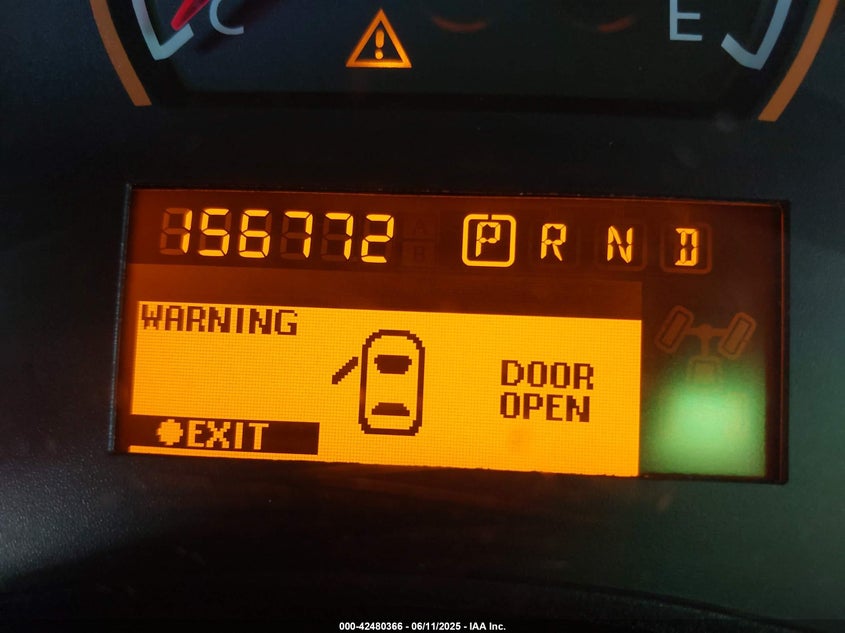 C
E
156772 P R N D
WARNING
DOOR
OPEN
EXIT
000-42480366 - 06/11/2025 - IAA Inc.